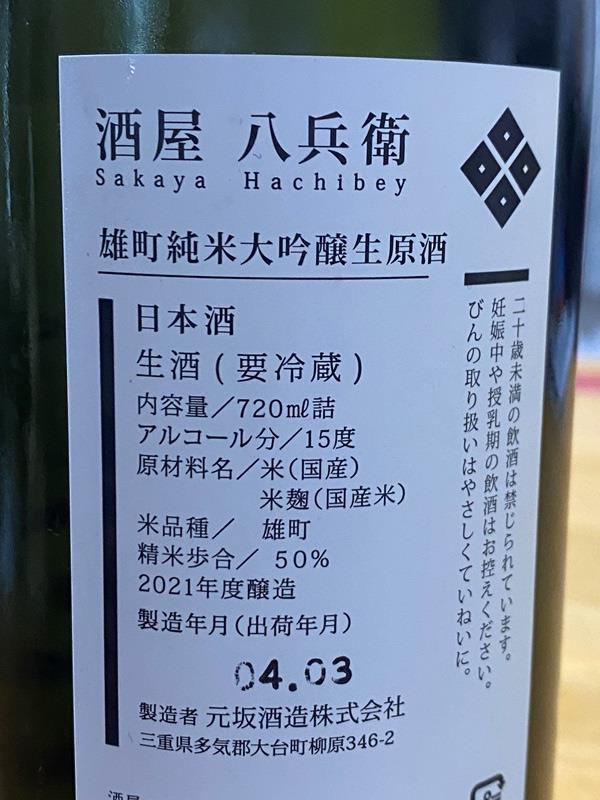 酒屋 八兵衛
Sakaya Hachibey
雄町純米大吟醸生原酒
日本酒
生酒(要冷蔵)
内容量／720㎖詰
アルコール分／15度
原材料名／米(国産)
米麹(国産米)
米品種／ 雄町
精米歩合／ 50%
2021年度醸造
製造年月(出荷年月)
04.03
製造者 元坂酒造株式会社
三重県多気郡大台町柳原346-2
二十歳未満の飲酒は禁じられています。
妊娠中や授乳期の飲酒はお控えください。
びんの取り扱いはやさしくていねいに。